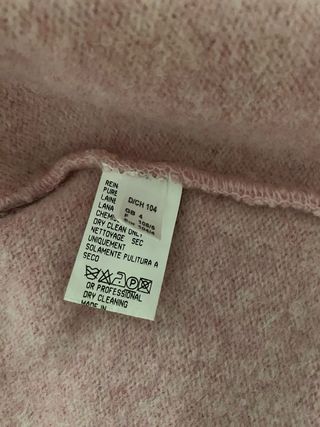 REIN
PURE
LAINE
LANA
CHEMI
DRY CLEAN ONLY
NETTOYAGE SEC
UNIQUEMENT
SOLAMENTE PULITURA A
SECO
OR PROFESSIONAL
DRY CLEANING
MADE IN
D/CH 104
GB 4